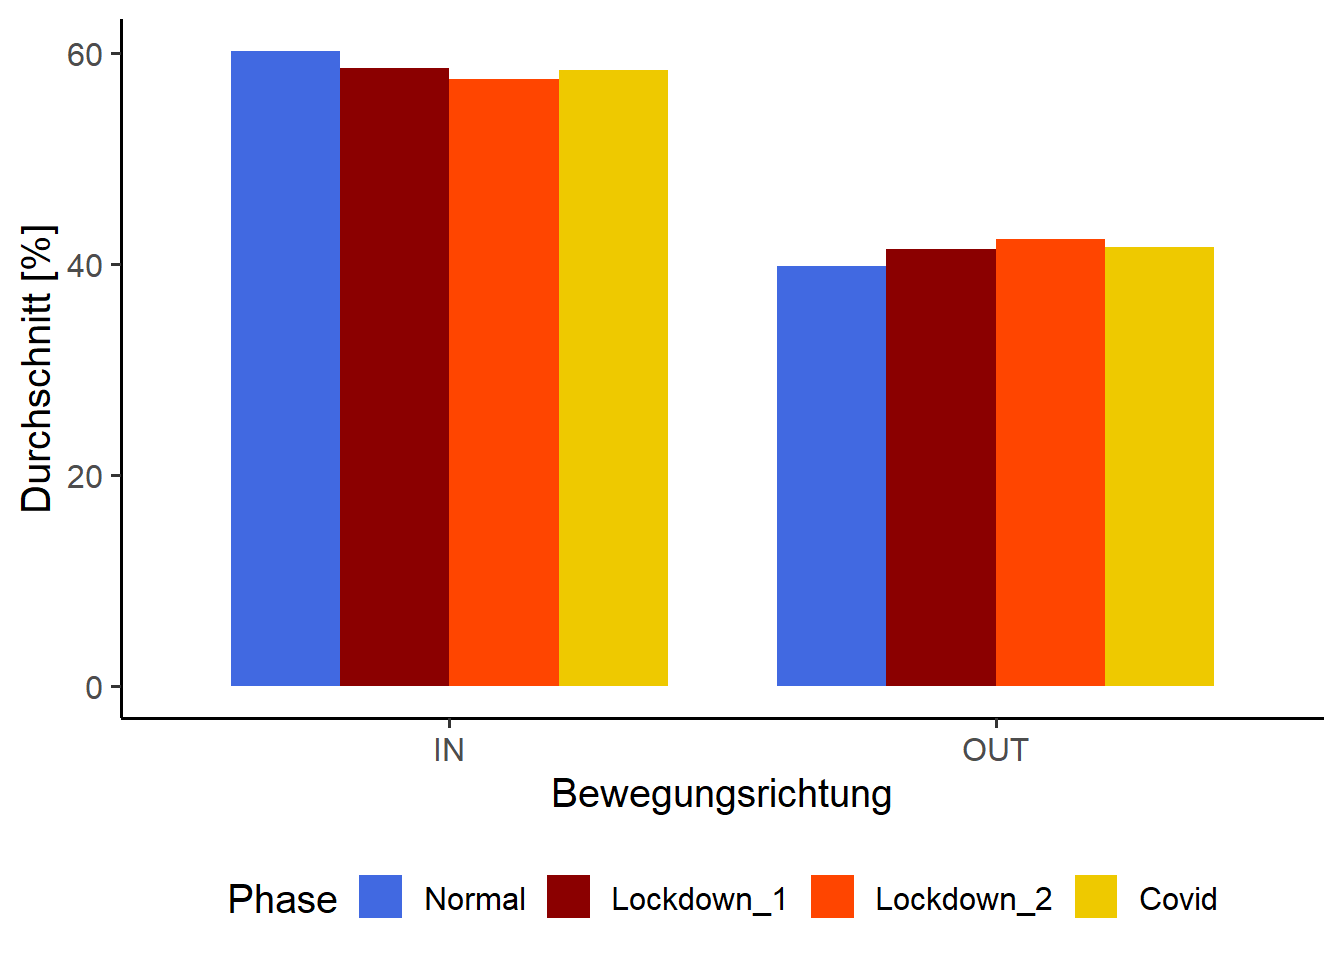 60
40
20
0
Durchschnitt [%]
IN OUT
Bewegungsrichtung
Phase Normal Lockdown_1 Lockdown_2 Covid